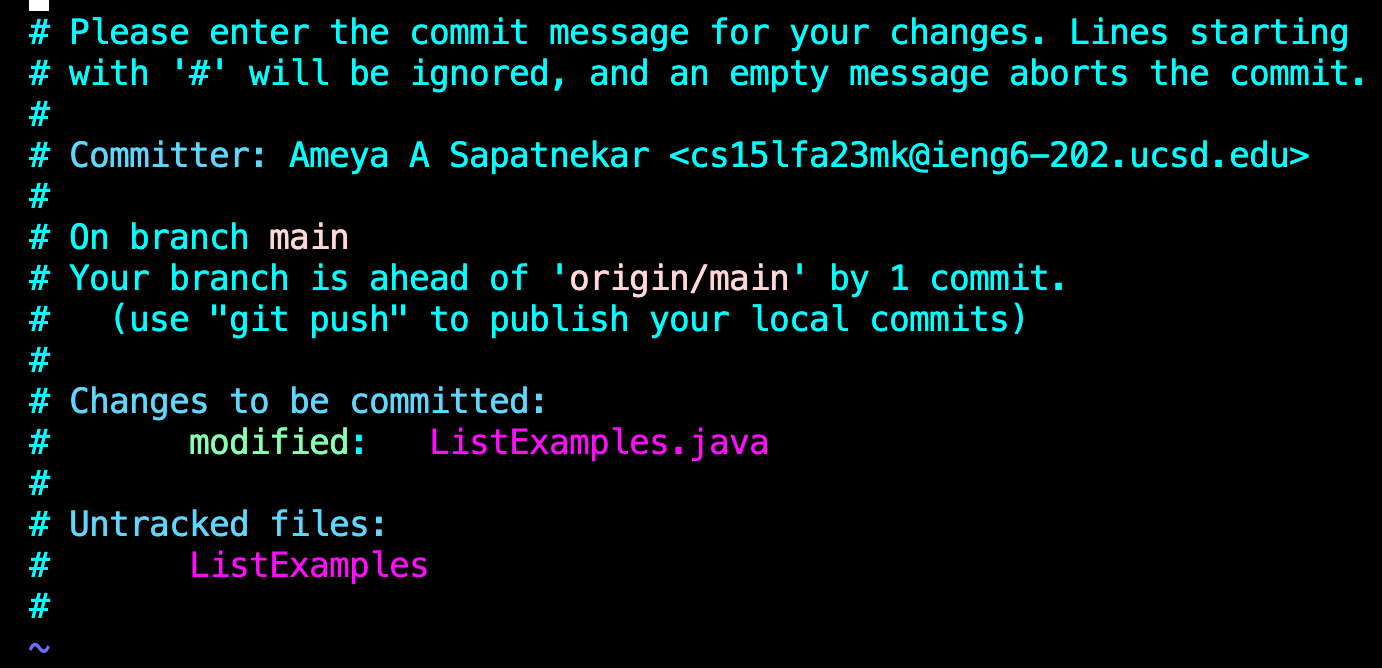 # Please enter the commit message for your changes. Lines starting
# with '#' will be ignored, and an empty message aborts the commit.
#
# Committer: Ameya A Sapatnekar <cs15lfa23mk@ieng6-202.ucsd.edu>
#
# On branch main
# Your branch is ahead of 'origin/main' by 1 commit.
#   (use "git push" to publish your local commits)
#
# Changes to be committed:
#       modified:   ListExamples.java
#
# Untracked files:
#       ListExamples
#
~